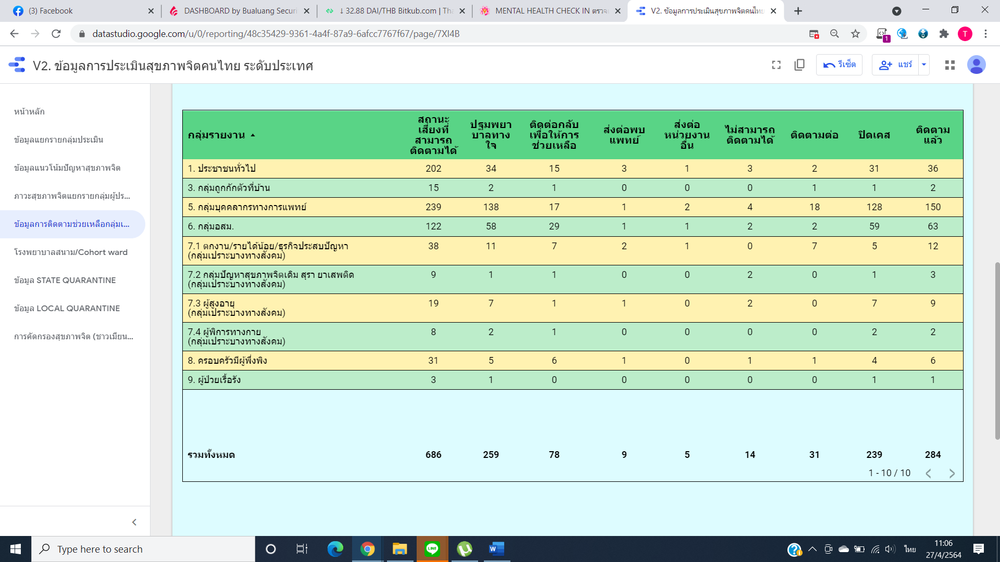 (3) Facebook
DASHBOARD by Bualuang Securi
↓ 32.88 DAI/THB Bitkub.com | Tha
MENTAL HEALTH CHECK IN ตรวจ
V2. ข้อมูลการประเมินสุขภาพจิตคนไทย
datastudio.google.com/u/0/reporting/48c35429-9361-4a4f-87a9-6afcc7767f67/page/7XI4B
1
T
V2. ข้อมูลการประเมินสุขภาพจิตคนไทย ระดับประเทศ
รีเซ็ต
แชร์
หน้าหลัก
ข้อมูลแยกรายกลุ่มประเมิน
ข้อมูลแนวโน้มปัญหาสุขภาพจิต
ภาวะสุขภาพจิตแยกรายกลุ่มผู้ปร...
ข้อมูลการติดตามช่วยเหลือกลุ่มเ...
โรงพยาบาลสนาม/Cohort ward
ข้อมูล STATE QUARANTINE
ข้อมูล LOCAL QUARANTINE
การคัดกรองสุขภาพจิต (ชาวเมียน...
กลุ่มรายงาน
สถานะ
เสี่ยงที่
สามารถ
ติดตามได้
ปฐมพยา
บาลทาง
ใจ
ติดต่อกลับ
เพื่อให้การ
ช่วยเหลือ
ส่งต่อพบ
แพทย์
ส่งต่อ
หน่วยงาน
อื่น
ไม่สามารถ
ติดตามได้
ติดตามต่อ
ปิดเคส
ติดตาม
แล้ว
1. ประชาชนทั่วไป 202 34 15 3 1 3 2 31 36
3. กลุ่มถูกกักตัวที่บ้าน 15 2 1 0 0 0 1 1 2
5. กลุ่มบุคคลากรทางการแพทย์ 239 138 17 1 2 4 18 128 150
6. กลุ่มอสม. 122 58 29 1 1 2 2 59 63
7.1 ตกงาน/รายได้น้อย/ธุรกิจประสบปัญหา 38 11 7 2 1 0 7 5 12
(กลุ่มเปราะบางทางสังคม)
7.2 กลุ่มปัญหาสุขภาพจิตเดิม สุรา ยาเสพติด 9 1 1 0 0 2 0 1 3
(กลุ่มเปราะบางทางสังคม)
7.3 ผู้สูงอายุ 19 7 1 1 0 2 0 7 9
(กลุ่มเปราะบางทางสังคม)
7.4 ผู้พิการทางกาย 8 2 1 0 0 0 0 2 2
(กลุ่มเปราะบางทางสังคม)
8. ครอบครัวมีผู้พึ่งพิง 31 5 6 1 0 1 1 4 6
9. ผู้ป่วยเรื้อรัง 3 1 0 0 0 0 0 1 1
รวมทั้งหมด 686 259 78 9 5 14 31 239 284
1 - 10 / 10
Type here to search
LINE
ไทย
11:06
27/4/2564